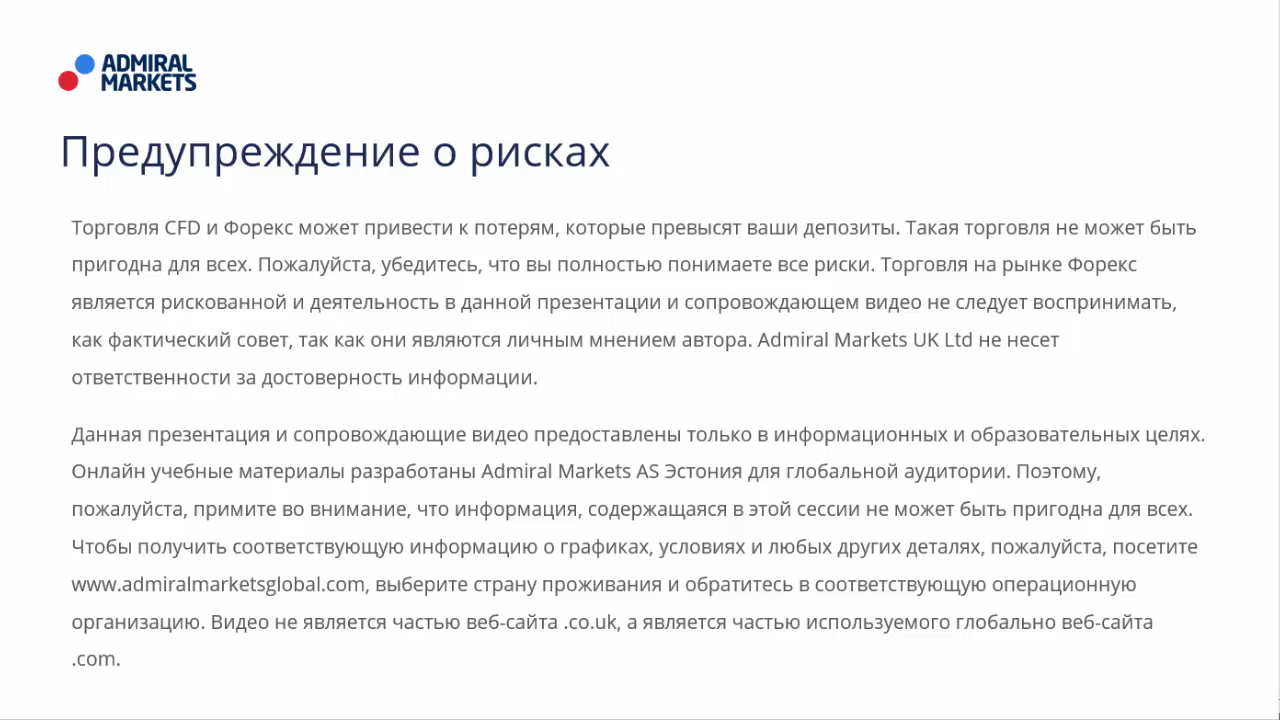 ADMIRAL
MARKETS
Предупреждение о рисках
Торговля CFD и Форекс может привести к потерям, которые превысят ваши депозиты. Такая торговля не может быть
пригодна для всех. Пожалуйста, убедитесь, что вы полностью понимаете все риски. Торговля на рынке Форекс
является рискованной и деятельность в данной презентации и сопровождающем видео не следует воспринимать,
как фактический совет, так как они являются личным мнением автора. Admiral Markets UK Ltd не несет
ответственности за достоверность информации.
Данная презентация и сопровождающие видео предоставлены только в информационных и образовательных целях.
Онлайн учебные материалы разработаны Admiral Markets AS Эстония для глобальной аудитории. Поэтому,
пожалуйста, примите во внимание, что информация, содержащаяся в этой сессии не может быть пригодна для всех.
Чтобы получить соответствующую информацию о графиках, условиях и любых других деталях, пожалуйста, посетите
www.admiralmarketsglobal.com, выберите страну проживания и обратитесь в соответствующую операционную
организацию. Видео не является частью веб-сайта .co.uk, а является частью используемого глобально веб-сайта
.com.